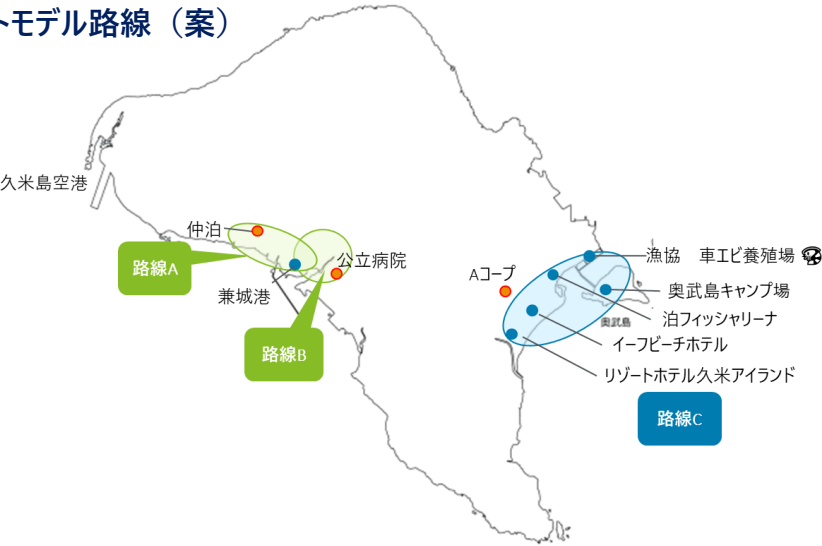 トモデル路線（案）
久米島空港
仲泊
路線A
兼城港
公立病院
路線B
Aコープ
漁協　車エビ養殖場
奥武島キャンプ場
奥武島
泊フィッシャリーナ
イーフビーチホテル
リゾートホテル久米アイランド
路線C